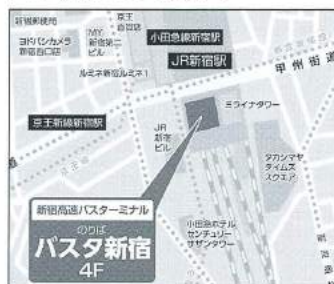 新宿郵便局
京王
百貨店
小田急線新宿駅
ヨドバシカメラ
新宿西口店
MY
新宿第二
ビル
JR新宿駅
ルミネ新宿ルミネ1
甲州街道
京王新線新宿駅
JR
新宿
ビル
ミライナタワー
タカシマヤ
タイムズ
スクエア
新宿高速バスターミナル
のりば
バスタ新宿
4F
小田急ホテル
センチュリー
サザンタワー